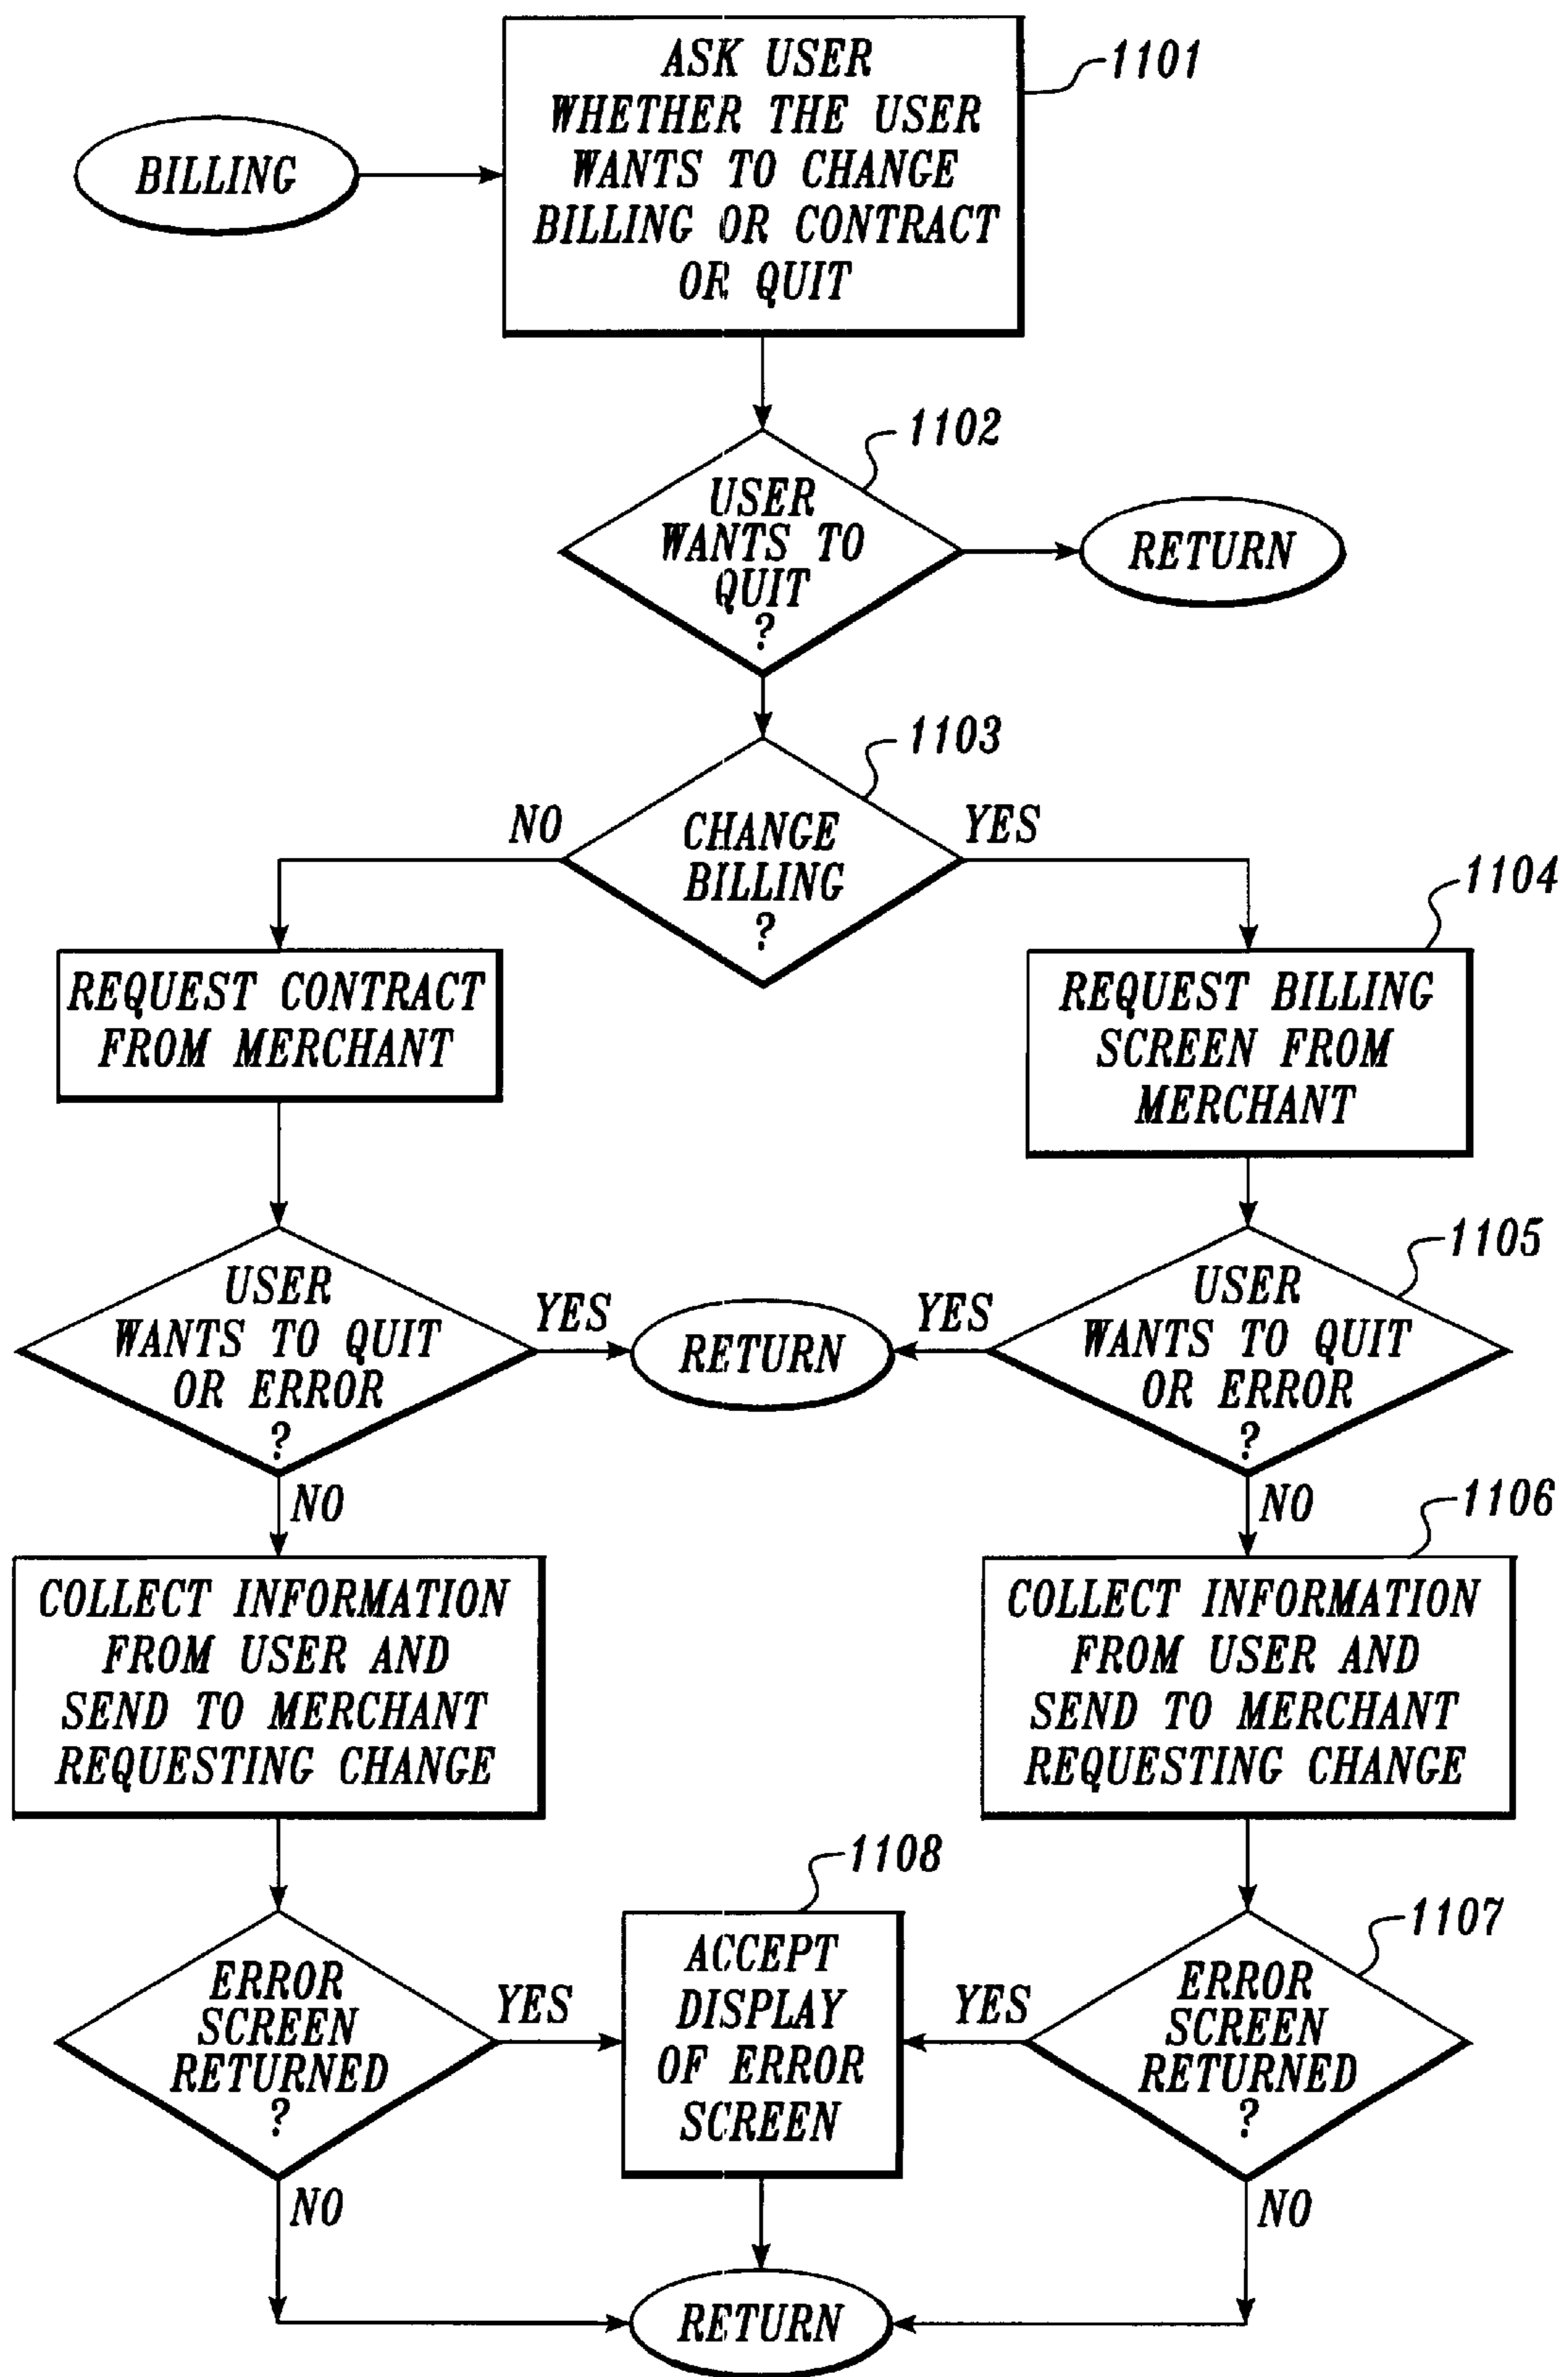 ASK USER
WHETHER THE USER
WANTS TO CHANGE
BILLING OR CONTRACT
OR QUIT
1101
BILLING
1102
USER
WANTS TO
QUIT
?
RETURN
1103
NO
CHANGE
BILLING
?
YES
1104
REQUEST CONTRACT
FROM MERCHANT
REQUEST BILLING
SCREEN FROM
MERCHANT
1105
USER
WANTS TO QUIT
OR ERROR
?
YES
RETURN
YES
USER
WANTS TO QUIT
OR ERROR
?
NO
NO
1106
COLLECT INFORMATION
FROM USER AND
SEND TO MERCHANT
REQUESTING CHANGE
COLLECT INFORMATION
FROM USER AND
SEND TO MERCHANT
REQUESTING CHANGE
1108
1107
ERROR
SCREEN
RETURNED
?
YES
ACCEPT
DISPLAY
OF ERROR
SCREEN
YES
ERROR
SCREEN
RETURNED
?
NO
NO
RETURN